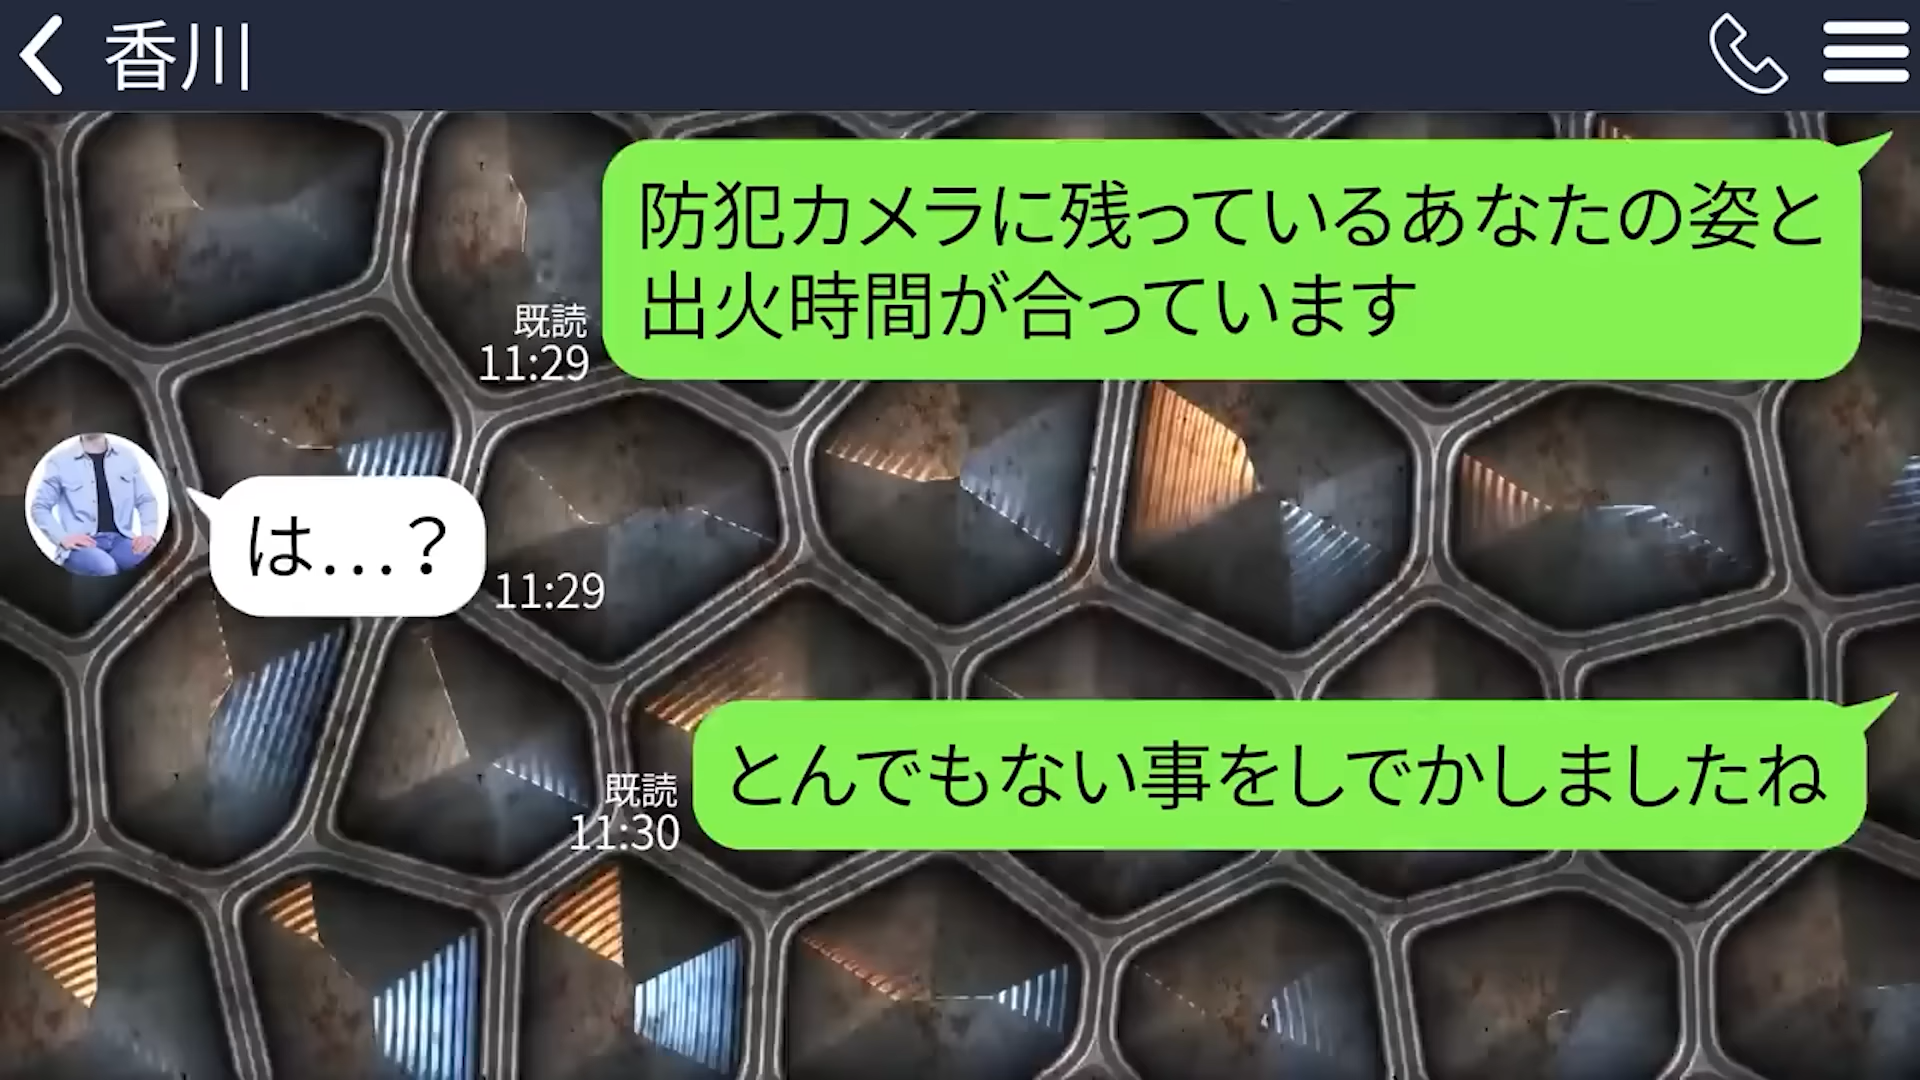 香川
防犯カメラに残っているあなたの姿と
出火時間が合っています
既読
11:29
は…？
11:29
とんでもない事をしでかしましたね
既読
11:30